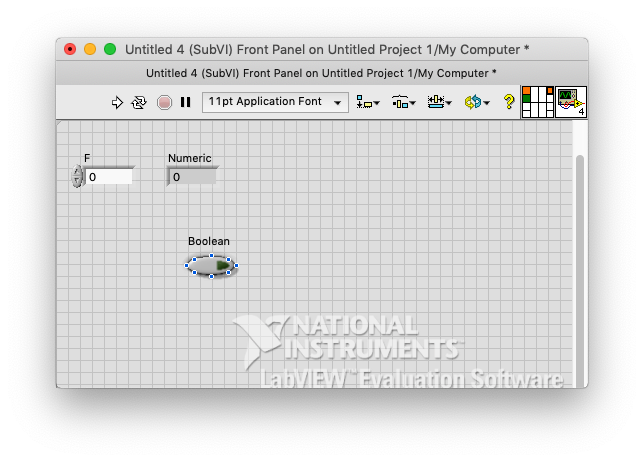 Untitled 4 (SubVI) Front Panel on Untitled Project 1/My Computer *
Untitled 4 (SubVI) Front Panel on Untitled Project 1/My Computer *
11pt Application Font
?
4
F
Numeric
0
0
Boolean
NATIONAL
INSTRUMENTS™
LabVIEW™ Evaluation Software